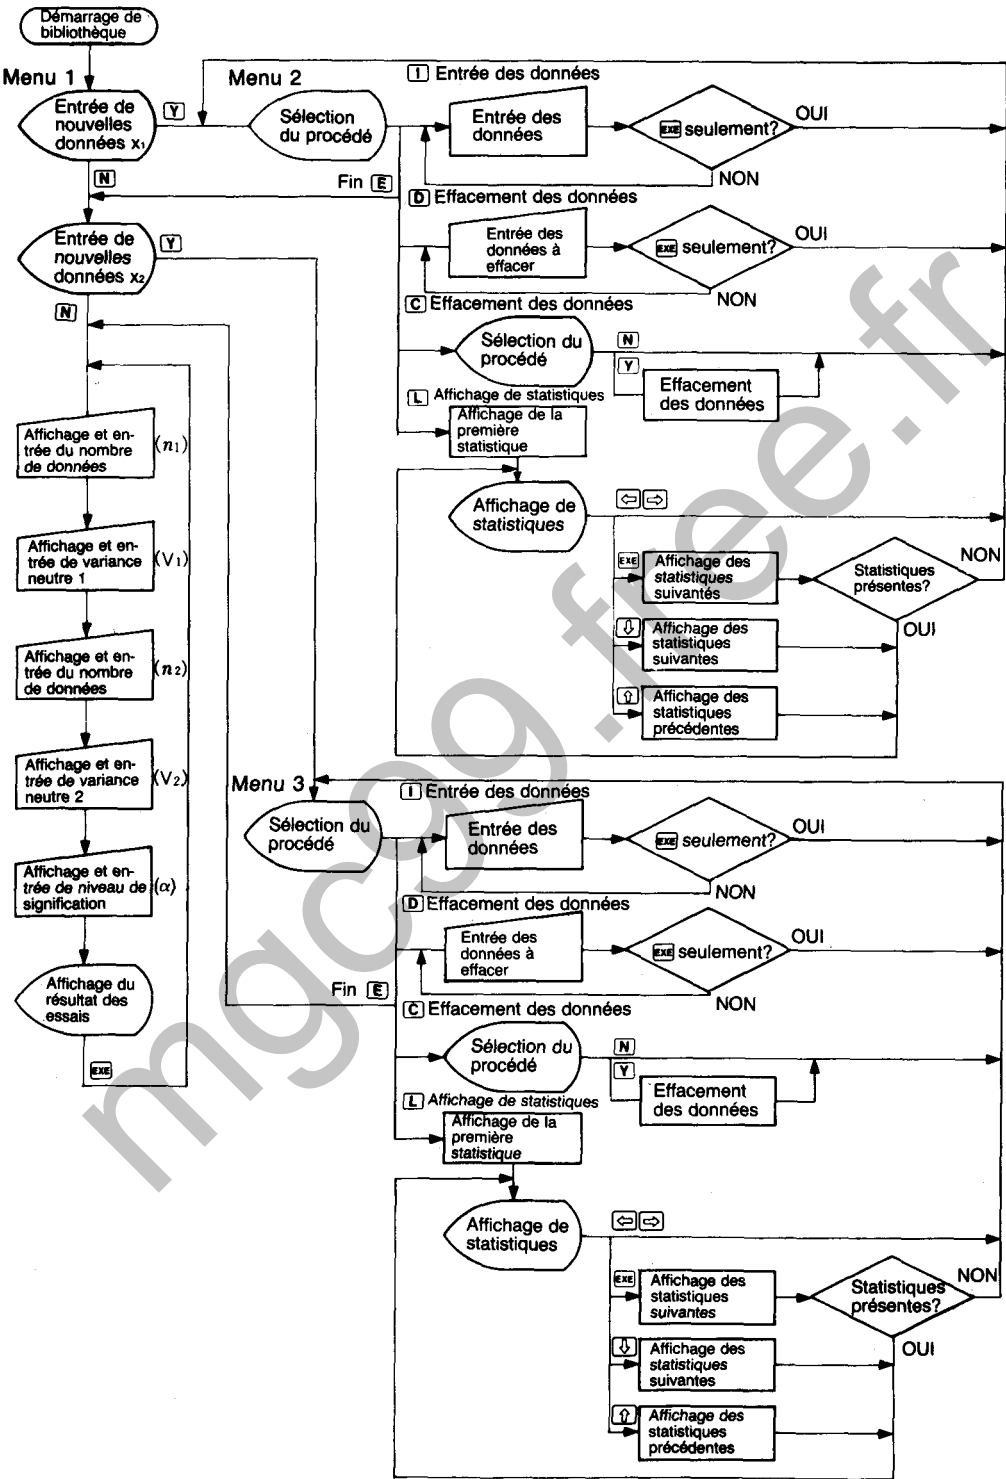 Démarrage de
bibliothèque
Menu 1
Entrée de
nouvelles
données x₁
Y
N
Menu 2
Sélection
du procédé
Fin E
I Entrée des données
Entrée des
données
EXE seulement?
OUI
NON
D Effacement des données
Entrée des
données à
effacer
EXE seulement?
OUI
NON
C Effacement des données
Sélection du
procédé
N
Y
Effacement
des données
L Affichage de statistiques
Affichage de la
première
statistique
Affichage de
statistiques
⇦ ⇨
EXE
Affichage des
statistiques
suivantés
Statistiques
présentes?
NON
OUI
⇩
Affichage des
statistiques
suivantes
⇧
Affichage des
statistiques
précédentes
Entrée de
nouvelles
données x₂
Y
N
Affichage et en-
trée du nombre
de données
(n₁)
Affichage et en-
trée de variance
neutre 1
(V₁)
Affichage et en-
trée du nombre
de données
(n₂)
Affichage et en-
trée de variance
neutre 2
(V₂)
Affichage et en-
trée de niveau de
signification
(α)
Affichage du
résultat des
essais
EXE
Menu 3
Sélection du
procédé
Fin E
I Entrée des données
Entrée des
données
EXE seulement?
OUI
NON
D Effacement des données
Entrée des
données à
effacer
EXE seulement?
OUI
NON
C Effacement des données
Sélection du
procédé
N
Y
Effacement
des données
L Affichage de statistiques
Affichage de la
première
statistique
Affichage de
statistiques
⇦ ⇨
EXE
Affichage des
statistiques
suivantes
Statistiques
présentes?
NON
OUI
⇩
Affichage des
statistiques
suivantes
⇧
Affichage des
statistiques
précédentes
mgc99.free.fr